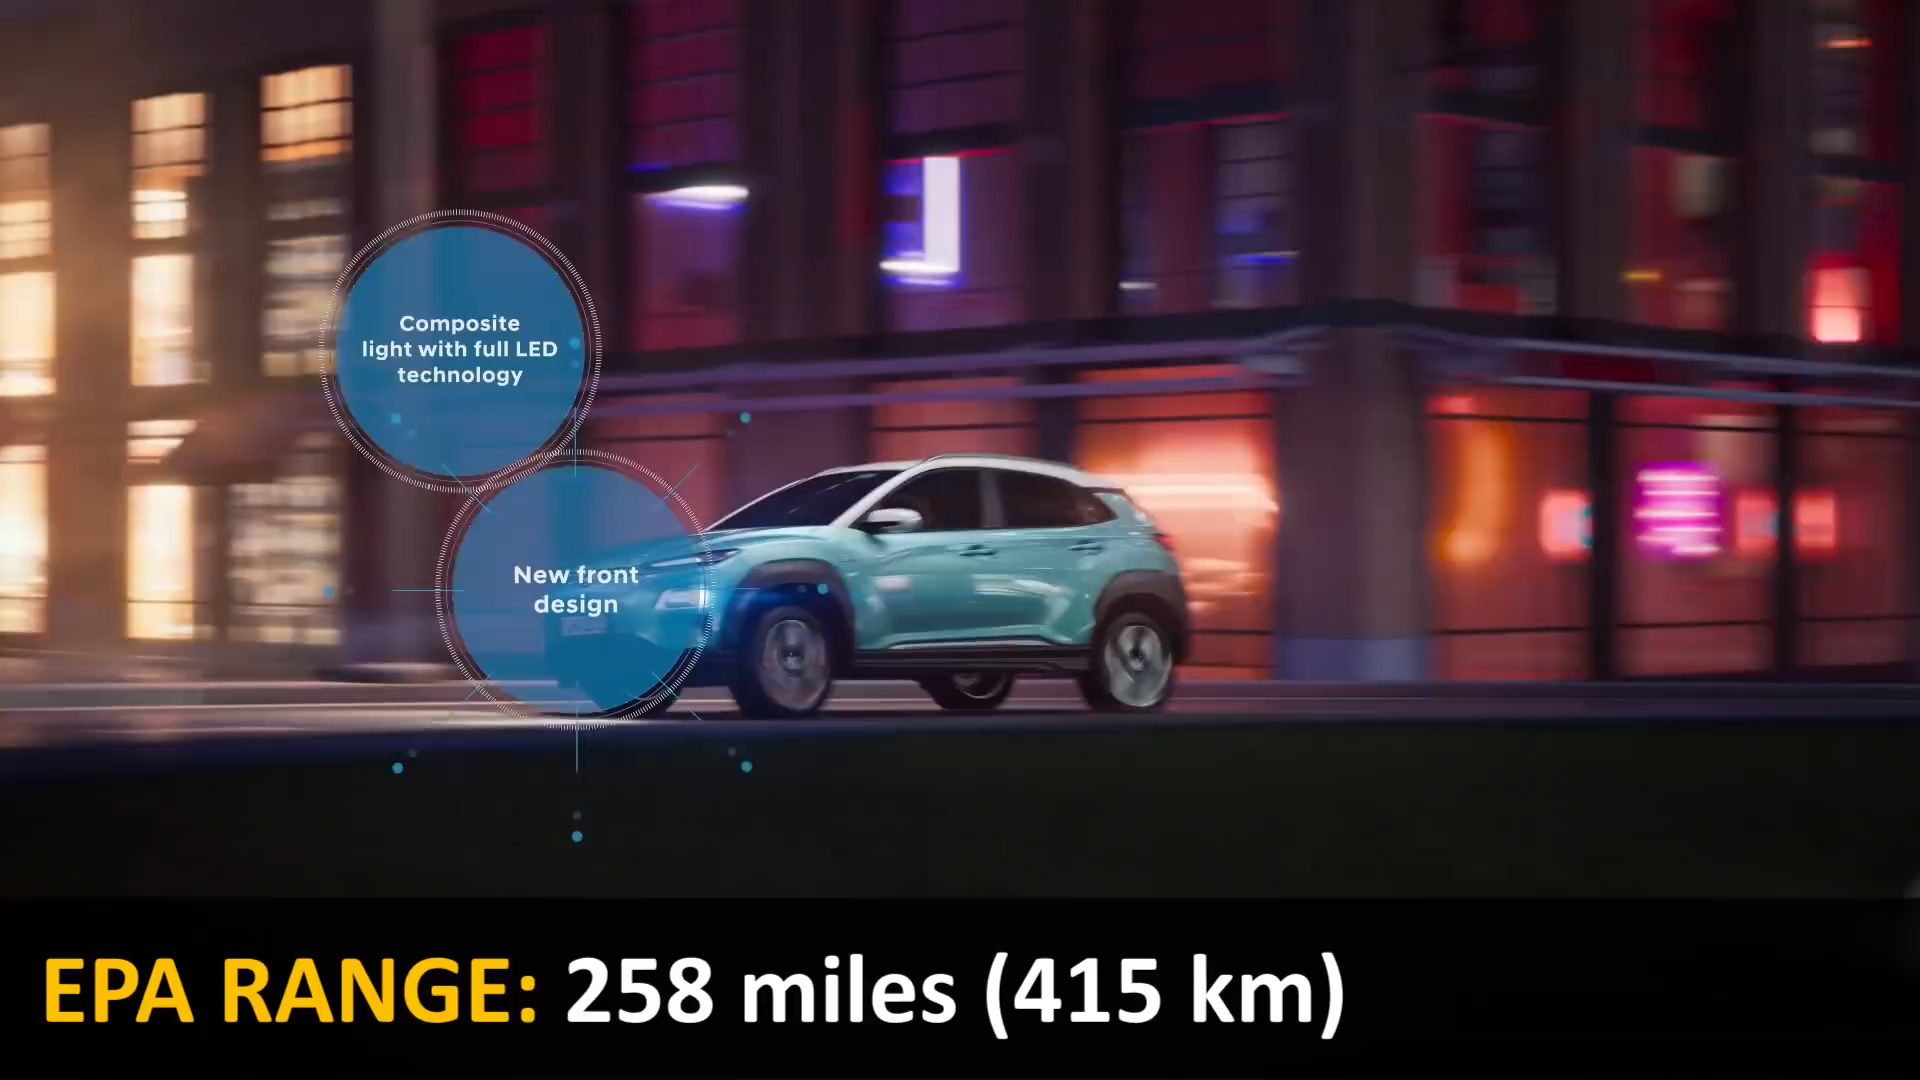 Composite
light with full LED
technology
New front
design
EPA RANGE: 258 miles (415 km)